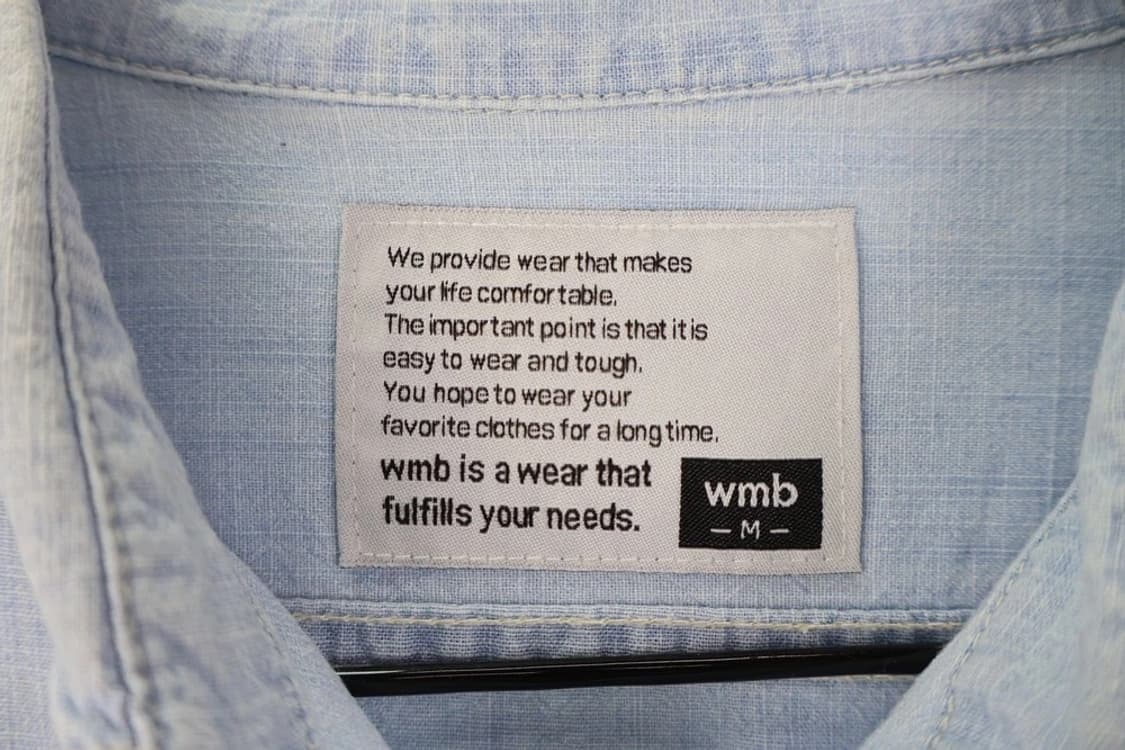 We provide wear that makes
your life comfortable.
The important point is that it is
easy to wear and tough.
You hope to wear your
favorite clothes for a long time.
wmb is a wear that
fulfills your needs.
wmb
– M –